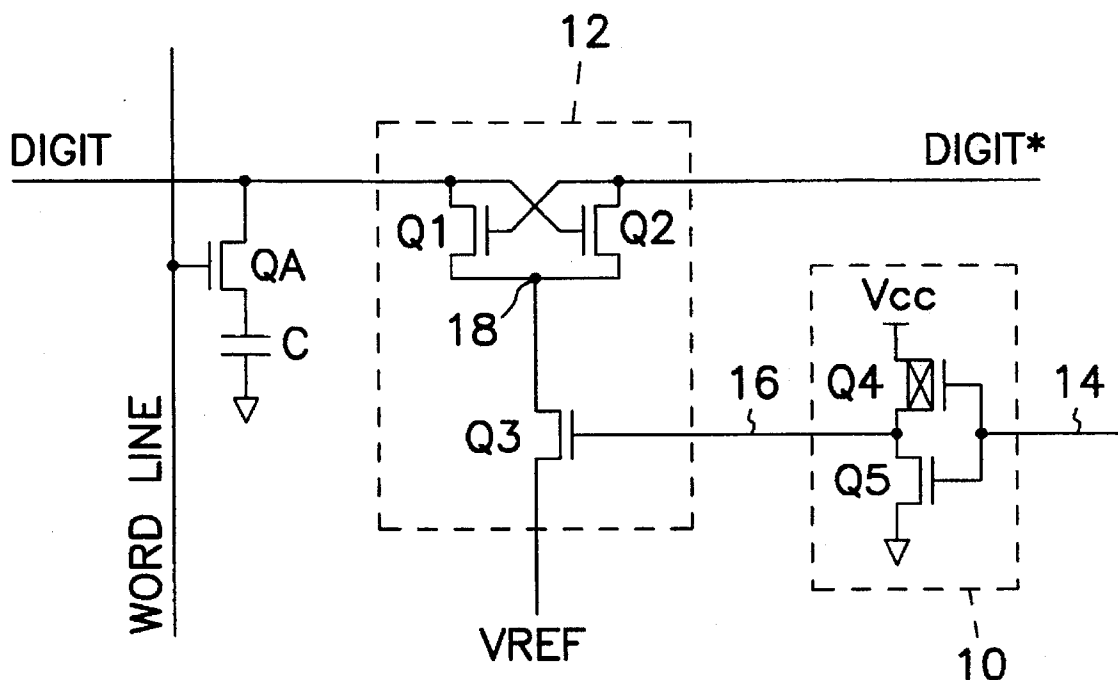 12
DIGIT
DIGIT*
Q1
Q2
QA
18
Vcc
C
Q4
16
14
Q3
Q5
WORD LINE
VREF
10